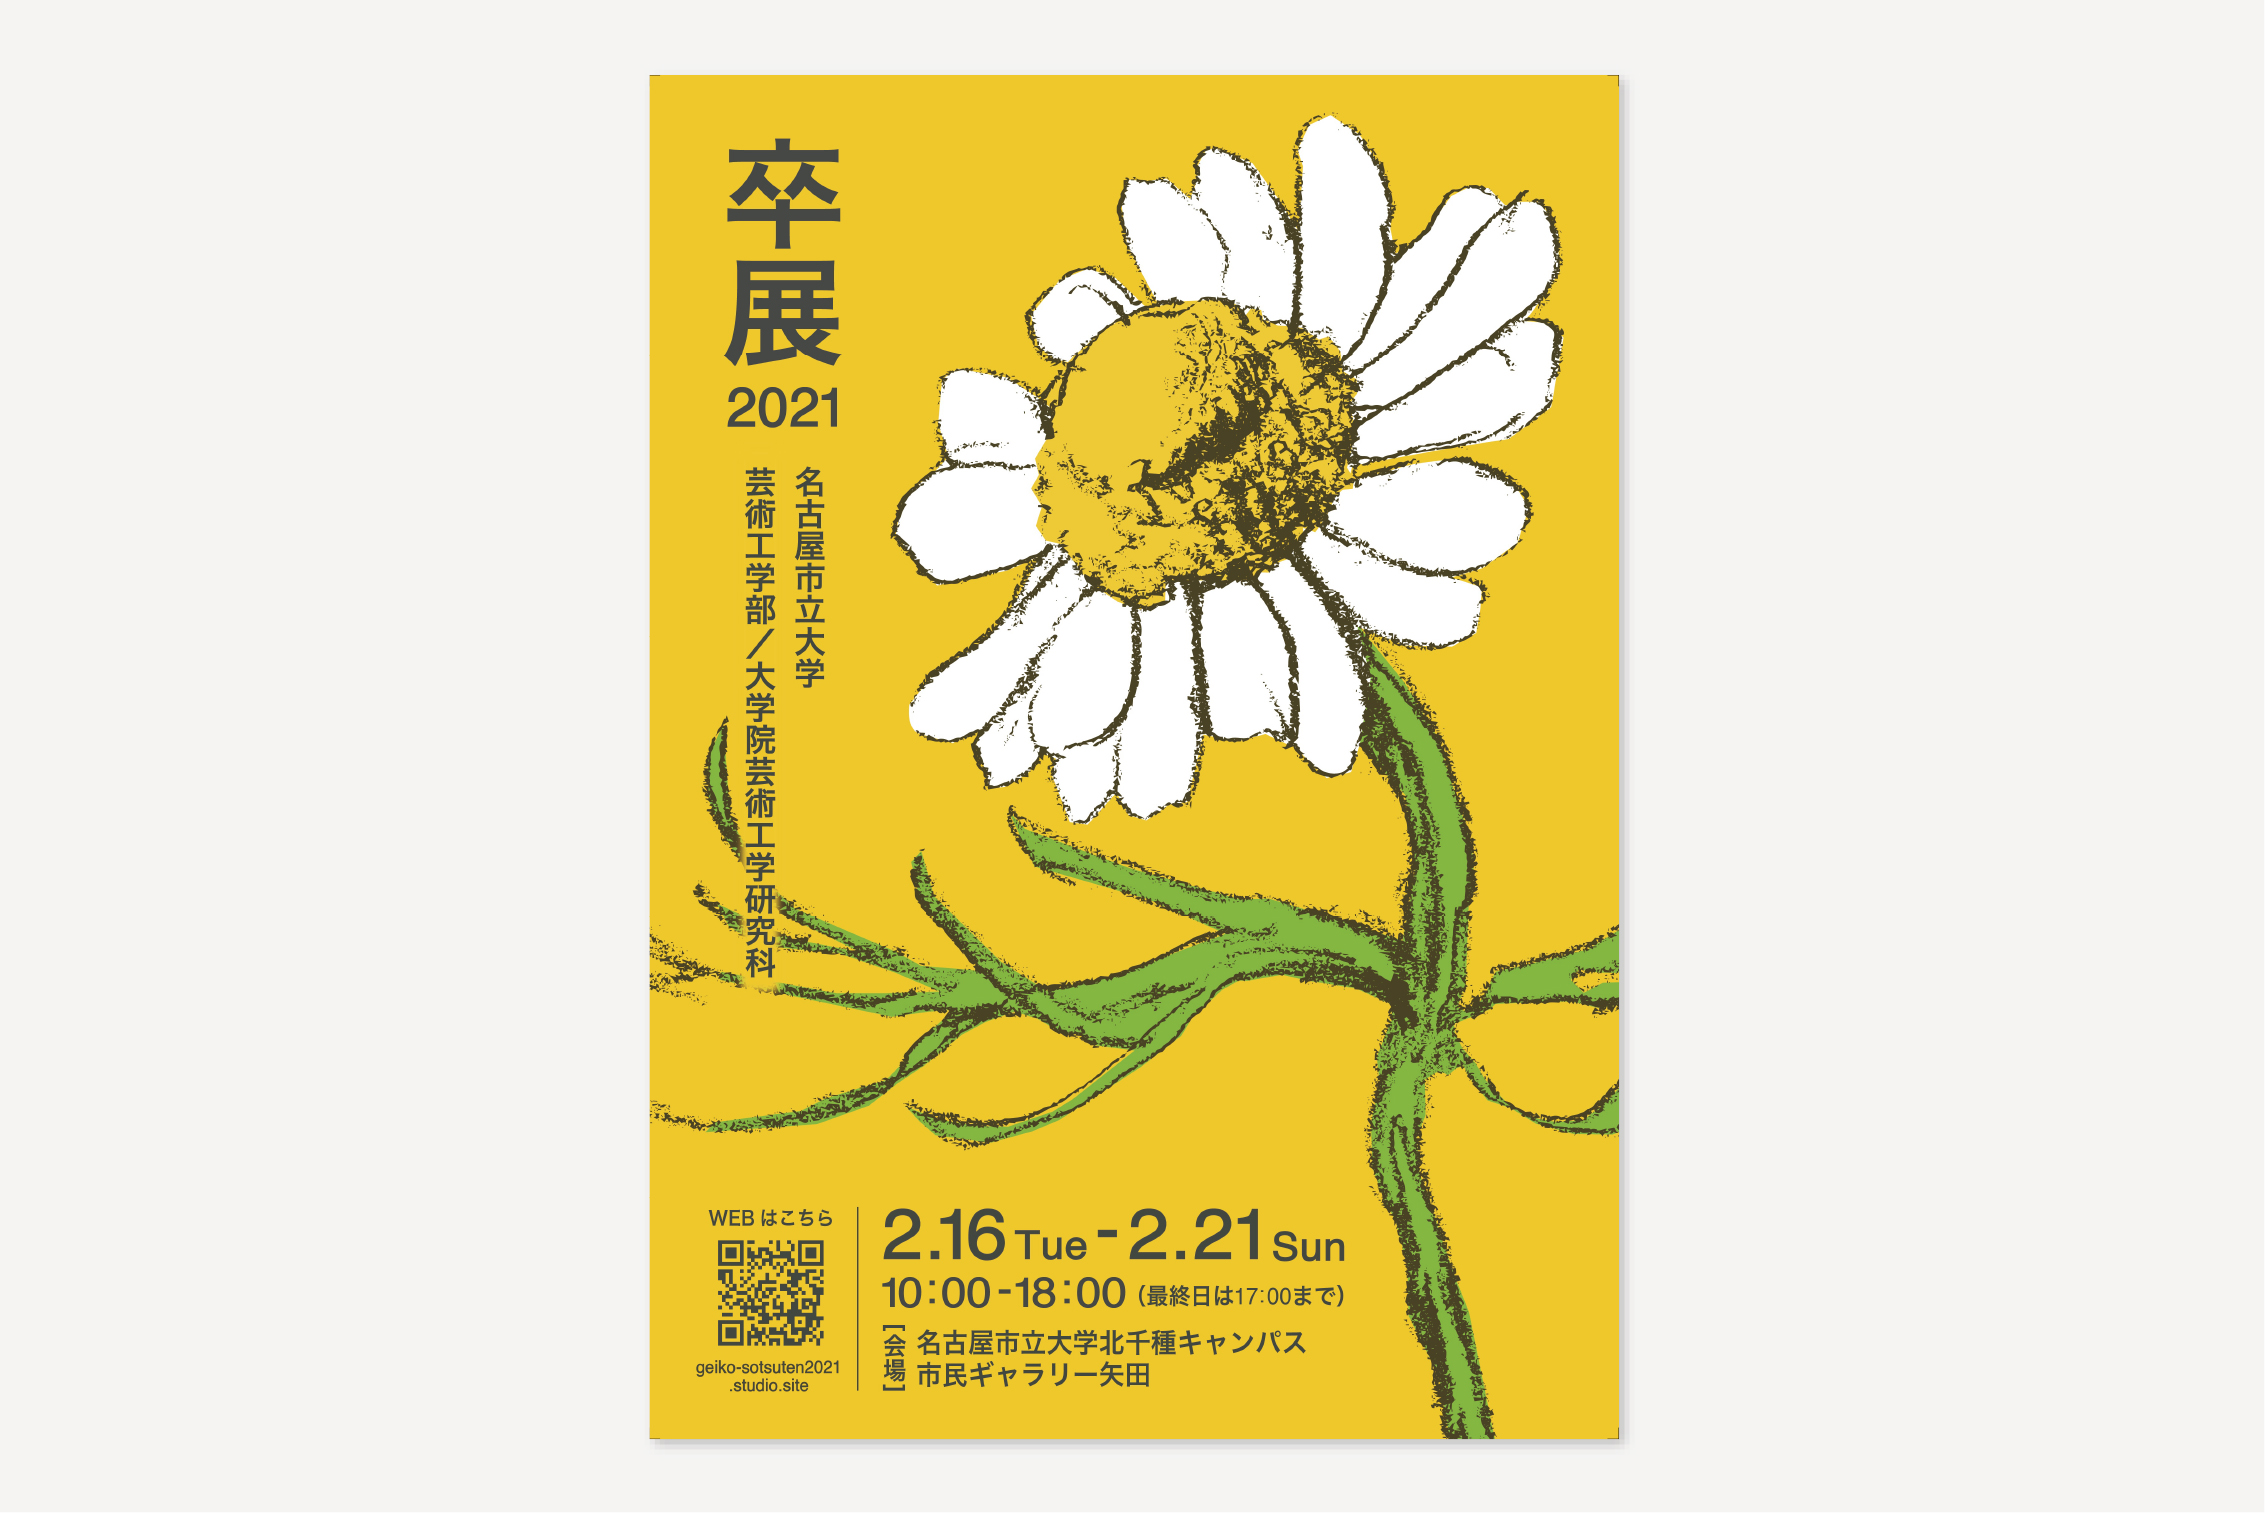 卒展
2021
名古屋市立大学
芸術工学部／大学院芸術工学研究科
WEBはこちら
geiko-sotsuten2021
.studio.site
2.16 Tue - 2.21 Sun
10:00 - 18:00（最終日は17:00まで）
［会場］
名古屋市立大学北千種キャンパス
市民ギャラリー矢田